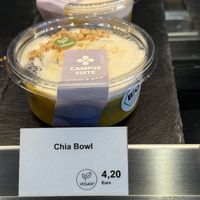 CAMPUS
SUITE
BIO
Chia Bowl
VEGAN
4,20
Euro